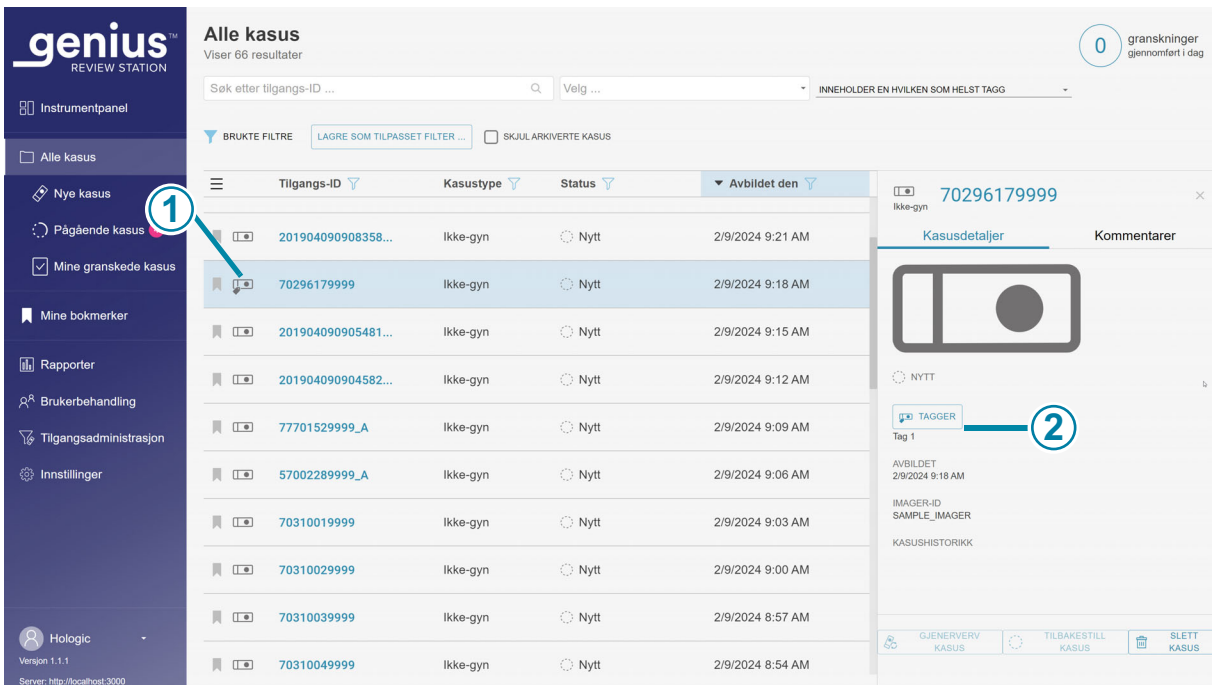 genius™
REVIEW STATION
Instrumentpanel
Alle kasus
Nye kasus
Pågående kasus
Mine granskede kasus
Mine bokmerker
Rapporter
Brukerbehandling
Tilgangsadministrasjon
Innstillinger
Hologic
Versjon 1.1.1
Server: http://localhost:3000
Alle kasus
Viser 66 resultater
0 granskninger
gjennomført i dag
Søk etter tilgangs-ID ... Velg ... INNEHOLDER EN HVILKEN SOM HELST TAGG
BRUKTE FILTRE LAGRE SOM TILPASSET FILTER ... SKJUL ARKIVERTE KASUS
Tilgangs-ID Kasustype Status Avbildet den
201904090908358... Ikke-gyn Nytt 2/9/2024 9:21 AM
1
70296179999 Ikke-gyn Nytt 2/9/2024 9:18 AM
201904090905481... Ikke-gyn Nytt 2/9/2024 9:15 AM
201904090904582... Ikke-gyn Nytt 2/9/2024 9:12 AM
77701529999_A Ikke-gyn Nytt 2/9/2024 9:09 AM
57002289999_A Ikke-gyn Nytt 2/9/2024 9:06 AM
70310019999 Ikke-gyn Nytt 2/9/2024 9:03 AM
70310029999 Ikke-gyn Nytt 2/9/2024 9:00 AM
70310039999 Ikke-gyn Nytt 2/9/2024 8:57 AM
70310049999 Ikke-gyn Nytt 2/9/2024 8:54 AM
Ikke-gyn 70296179999
Kasusdetaljer Kommentarer
NYTT
TAGGER 2
Tag 1
AVBILDET
2/9/2024 9:18 AM
IMAGER-ID
SAMPLE_IMAGER
KASUSHISTORIKK
GJENERVERV KASUS
TILBAKESTILL KASUS
SLETT KASUS